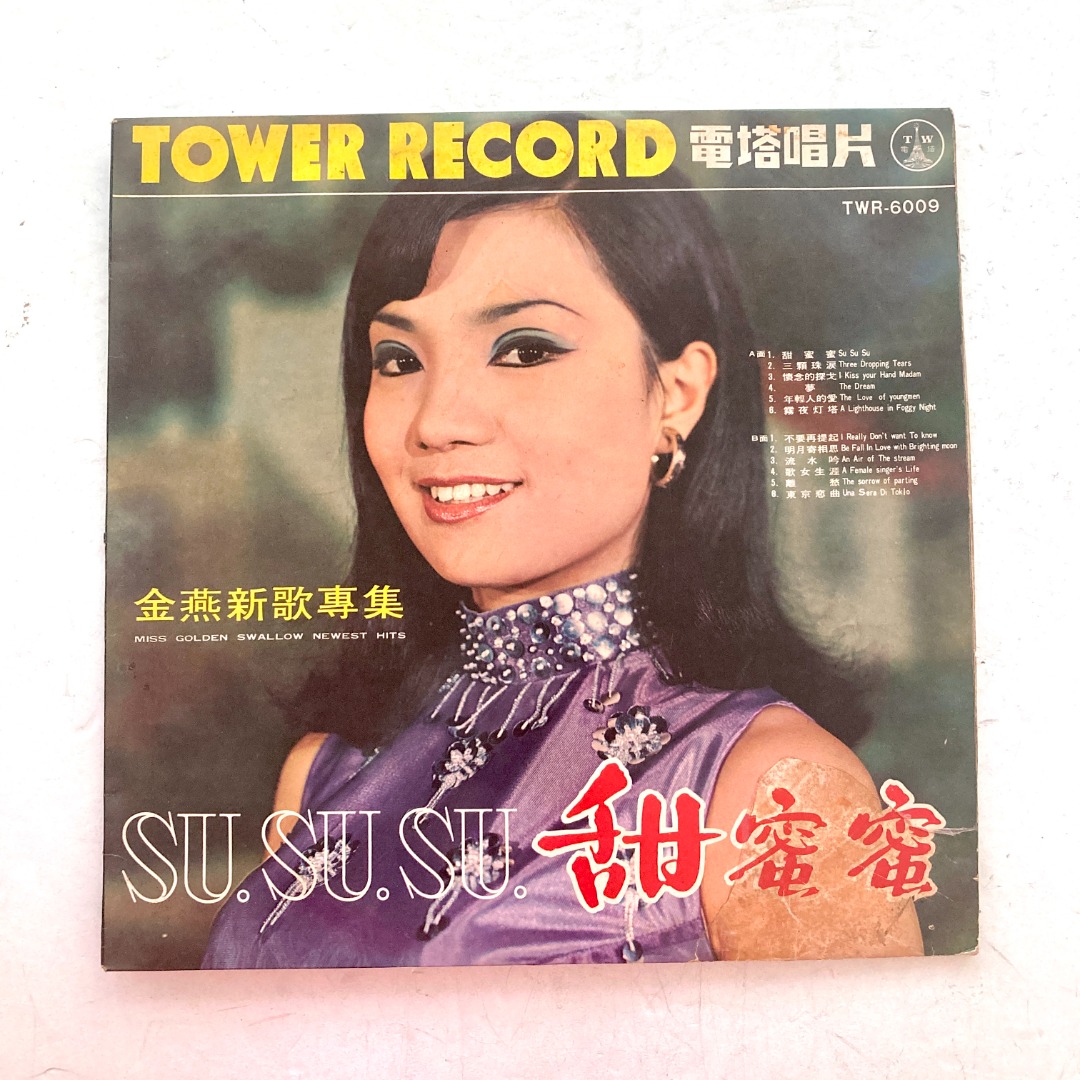 TOWER RECORD 電塔唱片 TW 電塔
TWR-6009
A面 1. 甜蜜蜜 Su Su Su
2. 三顆珠淚 Three Dropping Tears
3. 懷念的探戈 I Kiss your Hand Madam
4. 夢 The Dream
5. 年輕人的愛 The Love of youngmen
6. 霧夜灯塔 A Lighthouse in Foggy Night
B面 1. 不要再提起 I Really Don't want To know
2. 明月寄相思 Be Fall In Love with Brighting moon
3. 流水吟 An Air of The stream
4. 歌女生涯 A Female singer's Life
5. 離愁 The sorrow of parting
6. 東京戀曲 Una Sera Di Tokio
金燕新歌專集
MISS GOLDEN SWALLOW NEWEST HITS
SU.SU.SU. 甜蜜蜜